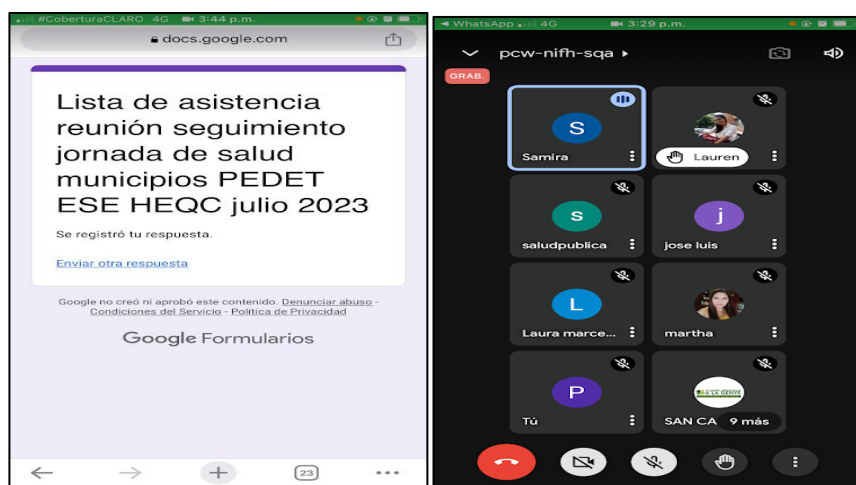 #CoberturaCLARO 4G 3:44 p.m.
docs.google.com
Lista de asistencia
reunión seguimiento
jornada de salud
municipios PEDET
ESE HEQC julio 2023
Se registró tu respuesta.
Enviar otra respuesta
Google no creó ni aprobó este contenido. Denunciar abuso -
Condiciones del Servicio - Política de Privacidad
Google Formularios
23
WhatsApp 4G 3:29 p.m.
pcw-nifh-sqa
GRAB.
S
Samira
Lauren
s
saludpublica
j
jose luis
L
Laura marce...
martha
P
Tú
A LA GENTE
SAN CA 9 más